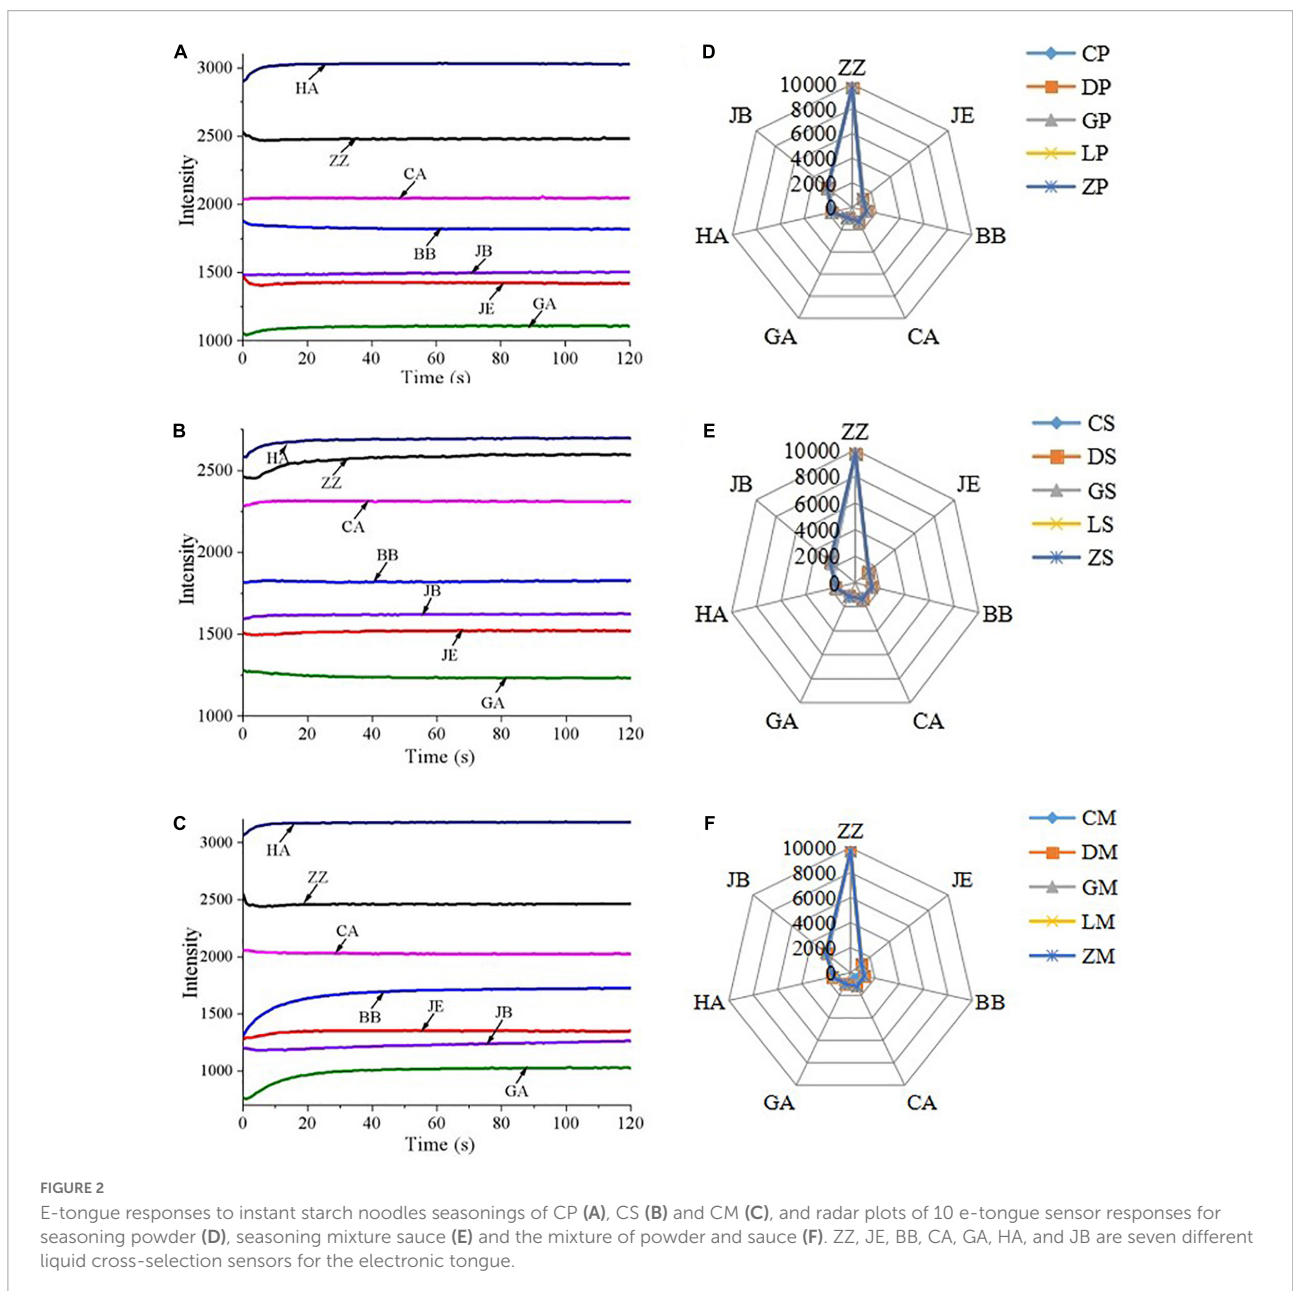 A
3000
2500
2000
1500
1000
Intensity
HA
ZZ
CA
BB
JB
JE
GA
0 20 40 60 80 100 120
Time (s)
D
ZZ
JE
BB
CA
GA
HA
JB
10000
8000
6000
4000
2000
0
CP
DP
GP
LP
ZP
B
2500
2000
1500
1000
Intensity
HA
ZZ
CA
BB
JB
JE
GA
0 20 40 60 80 100 120
Time (s)
E
ZZ
JE
BB
CA
GA
HA
JB
10000
8000
6000
4000
2000
0
CS
DS
GS
LS
ZS
C
3000
2500
2000
1500
1000
Intensity
HA
ZZ
CA
BB
JE
JB
GA
0 20 40 60 80 100 120
Time (s)
F
ZZ
JE
BB
CA
GA
HA
JB
10000
8000
6000
4000
2000
0
CM
DM
GM
LM
ZM
FIGURE 2
E-tongue responses to instant starch noodles seasonings of CP (A), CS (B) and CM (C), and radar plots of 10 e-tongue sensor responses for
seasoning powder (D), seasoning mixture sauce (E) and the mixture of powder and sauce (F). ZZ, JE, BB, CA, GA, HA, and JB are seven different
liquid cross-selection sensors for the electronic tongue.